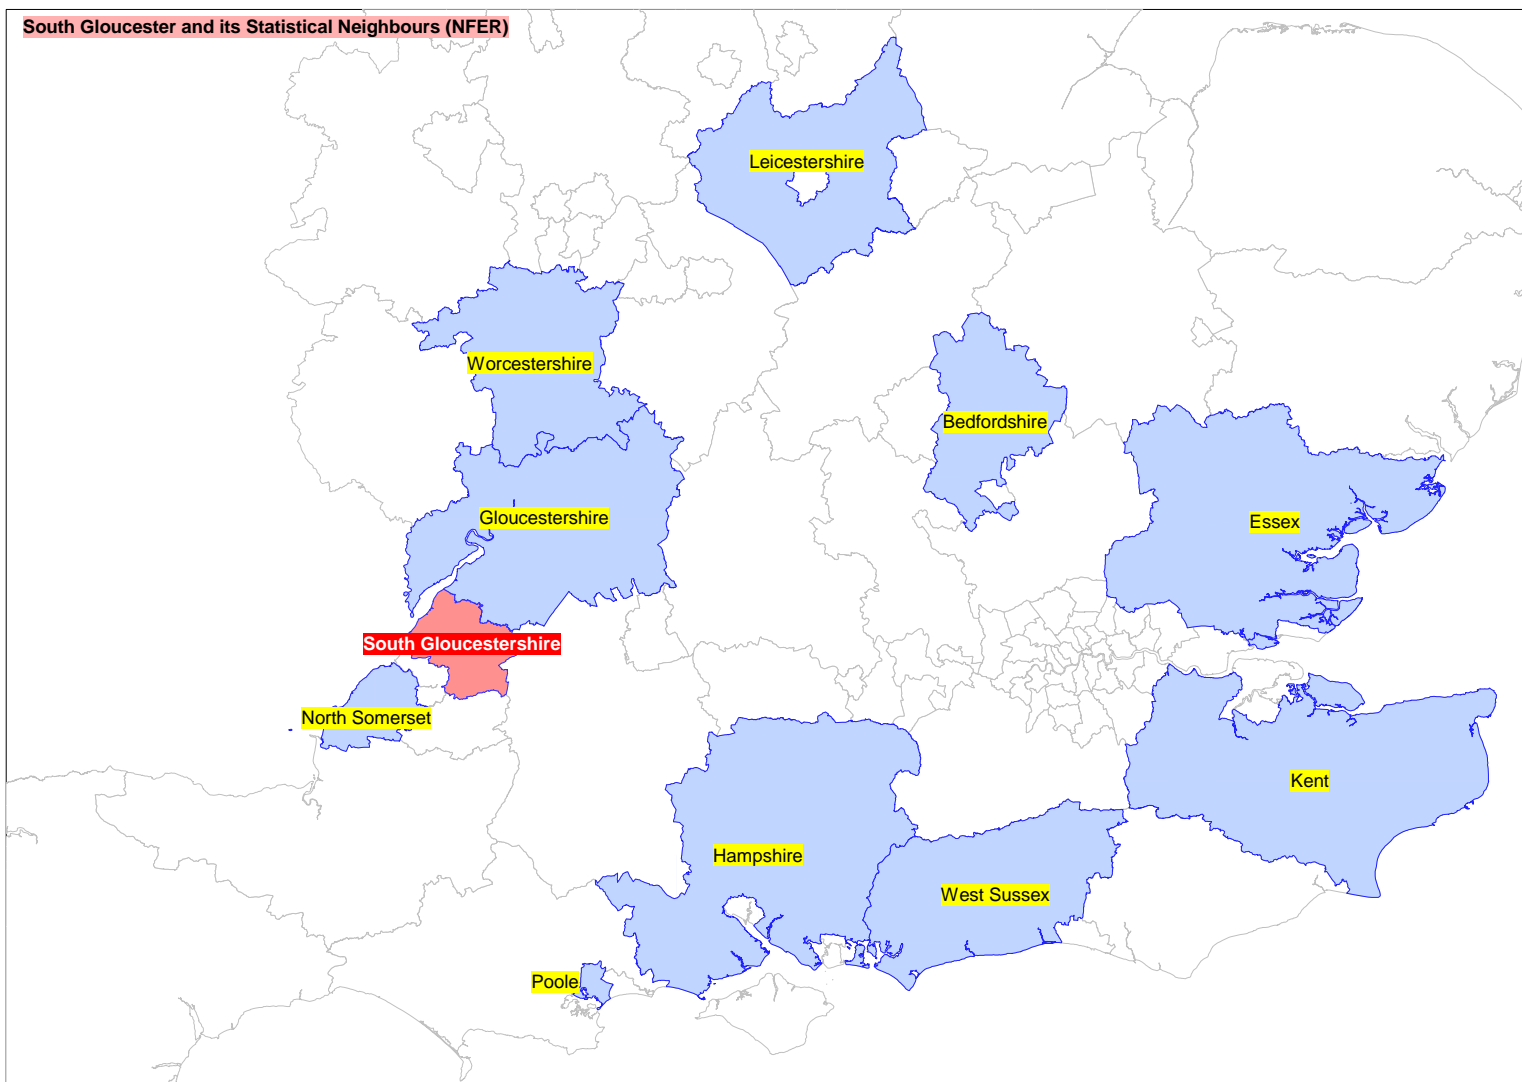 South Gloucester and its Statistical Neighbours (NFER)
Leicestershire
Worcestershire
Bedfordshire
Gloucestershire
Essex
South Gloucestershire
North Somerset
Kent
Hampshire
West Sussex
Poole